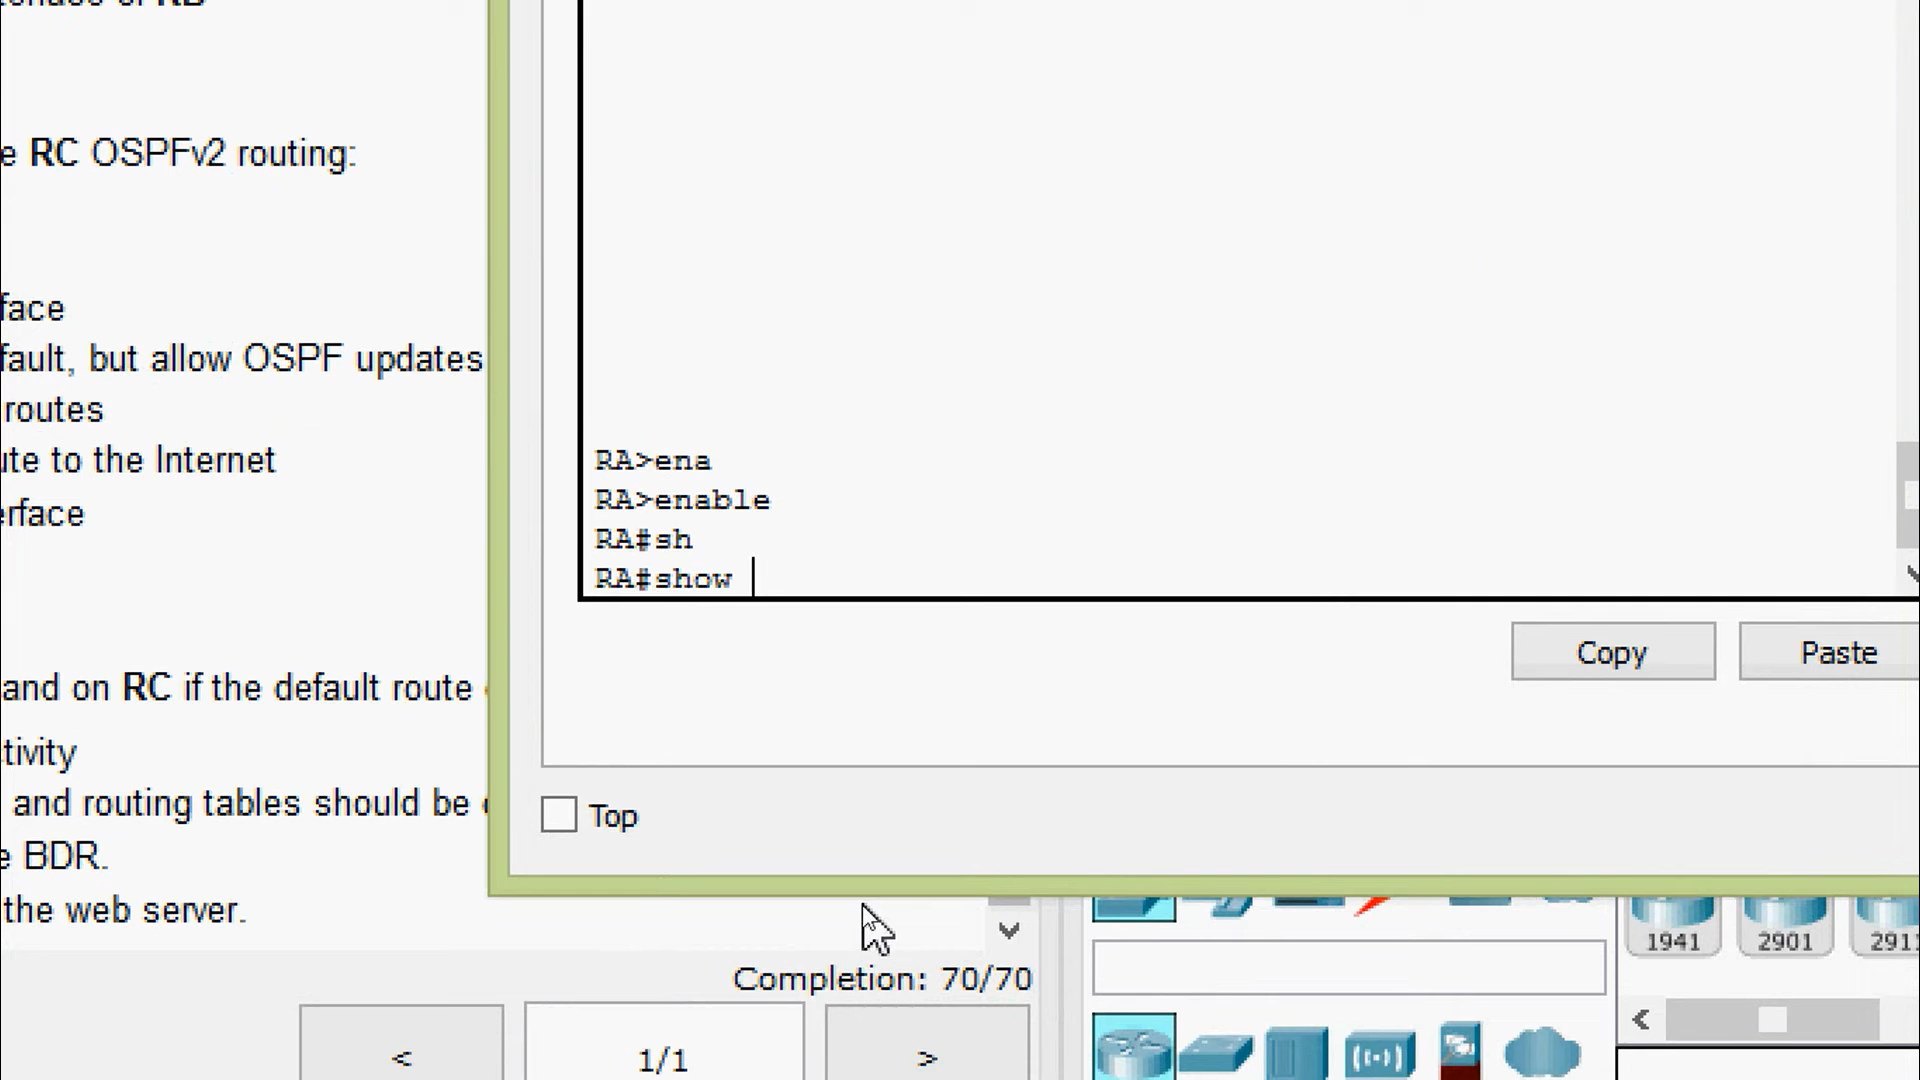 e RC OSPFv2 routing:
face
fault, but allow OSPF updates
routes
ute to the Internet
erface
and on RC if the default route
tivity
and routing tables should be
e BDR.
the web server.
RA>ena
RA>enable
RA#sh
RA#show
Copy
Paste
Top
Completion: 70/70
<
1/1
>
1941
2901
2911